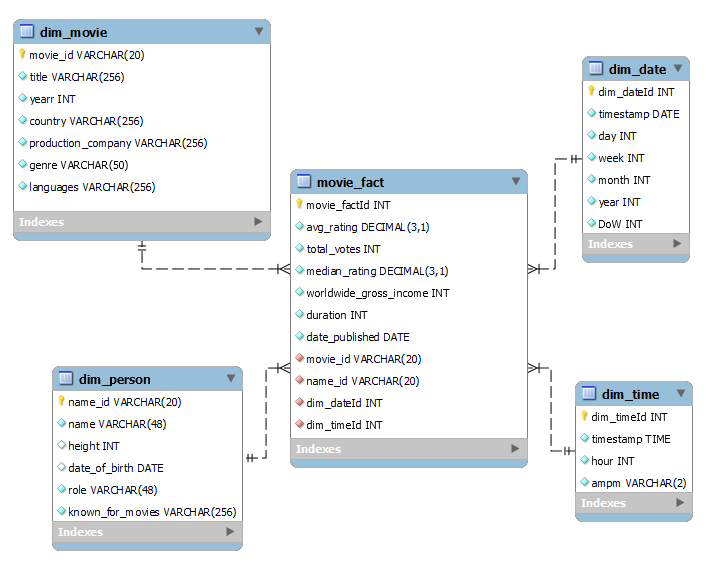 dim_movie
movie_id VARCHAR(20)
title VARCHAR(256)
yearr INT
country VARCHAR(256)
production_company VARCHAR(256)
genre VARCHAR(50)
languages VARCHAR(256)
Indexes
movie_fact
movie_factId INT
avg_rating DECIMAL(3,1)
total_votes INT
median_rating DECIMAL(3,1)
worldwide_gross_income INT
duration INT
date_published DATE
movie_id VARCHAR(20)
name_id VARCHAR(20)
dim_dateId INT
dim_timeId INT
Indexes
dim_date
dim_dateId INT
timestamp DATE
day INT
week INT
month INT
year INT
DoW INT
Indexes
dim_person
name_id VARCHAR(20)
name VARCHAR(48)
height INT
date_of_birth DATE
role VARCHAR(48)
known_for_movies VARCHAR(256)
Indexes
dim_time
dim_timeId INT
timestamp TIME
hour INT
ampm VARCHAR(2)
Indexes